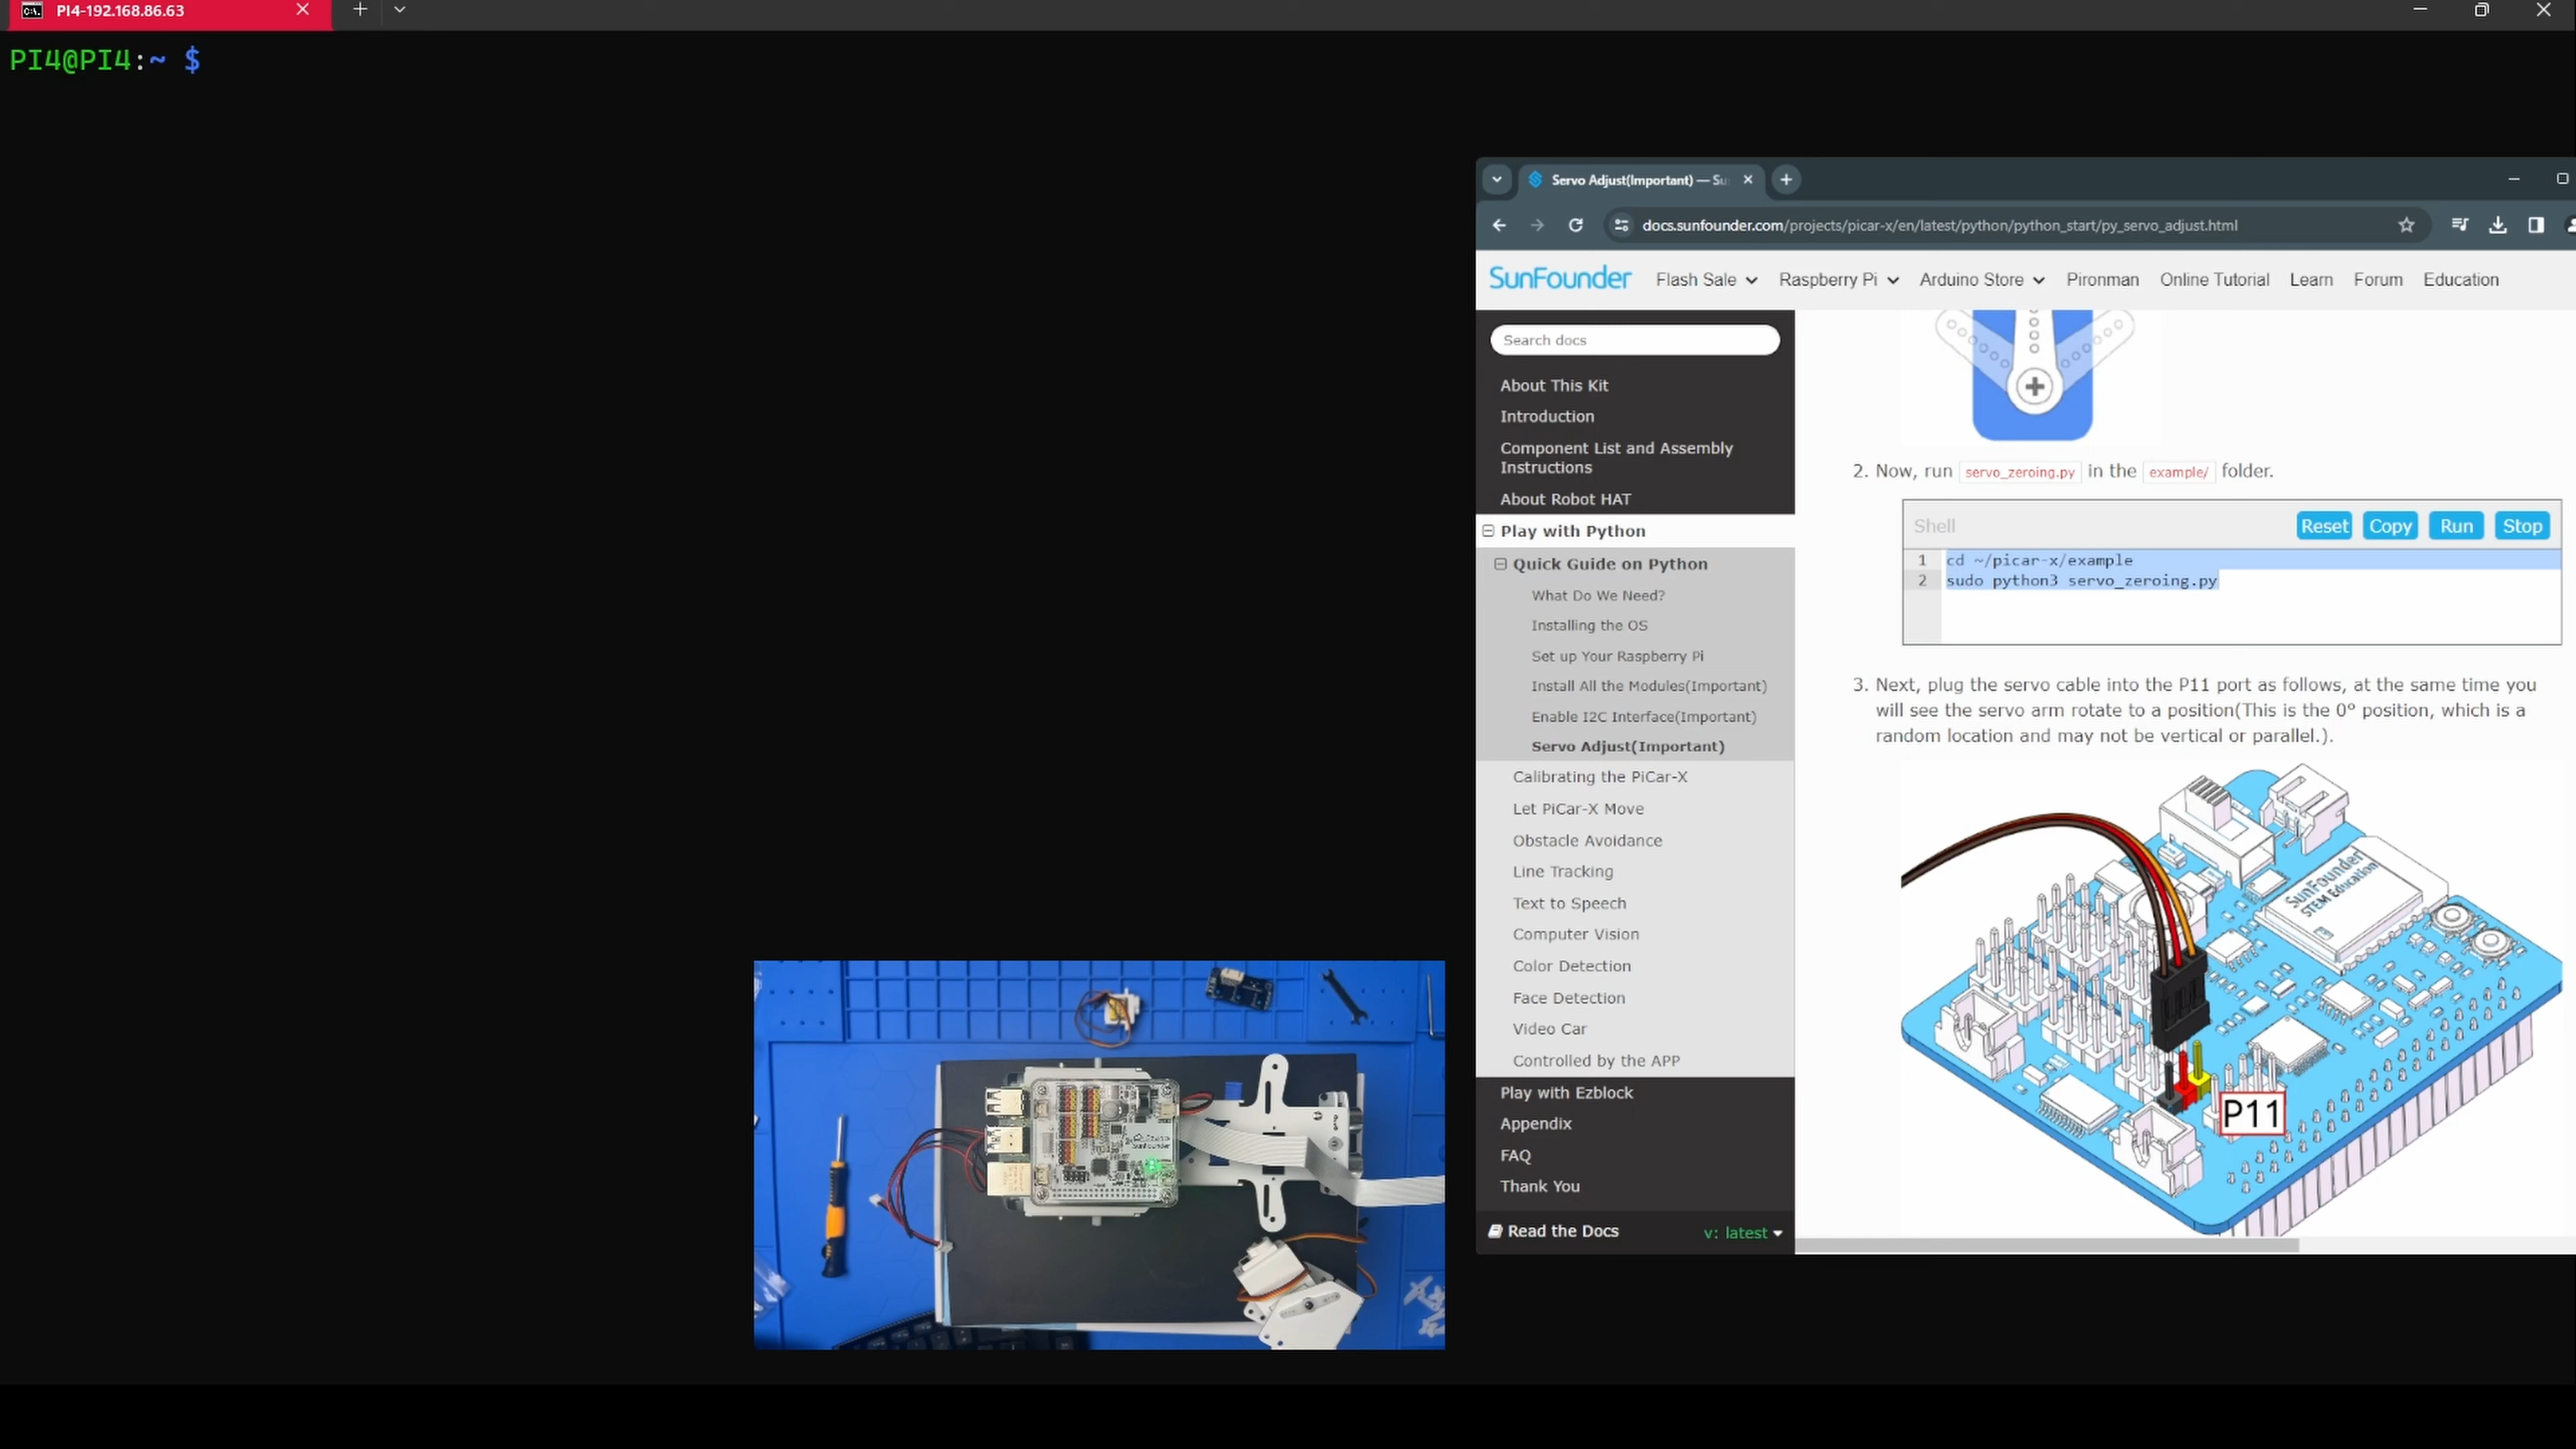 PI4-192.168.86.63
PI4@PI4:~ $
Servo Adjust(Important) — Su
docs.sunfounder.com/projects/picar-x/en/latest/python/python_start/py_servo_adjust.html
SunFounder Flash Sale Raspberry Pi Arduino Store Pironman Online Tutorial Learn Forum Education
Search docs
About This Kit
Introduction
Component List and Assembly
Instructions
About Robot HAT
Play with Python
Quick Guide on Python
What Do We Need?
Installing the OS
Set up Your Raspberry Pi
Install All the Modules(Important)
Enable I2C Interface(Important)
Servo Adjust(Important)
Calibrating the PiCar-X
Let PiCar-X Move
Obstacle Avoidance
Line Tracking
Text to Speech
Computer Vision
Color Detection
Face Detection
Video Car
Controlled by the APP
Play with Ezblock
Appendix
FAQ
Thank You
Read the Docs v: latest
2. Now, run servo_zeroing.py in the example/ folder.
Shell Reset Copy Run Stop
1 cd ~/picar-x/example
2 sudo python3 servo_zeroing.py
3. Next, plug the servo cable into the P11 port as follows, at the same time you
will see the servo arm rotate to a position(This is the 0° position, which is a
random location and may not be vertical or parallel.).
SunFounder
STEM Education
P11